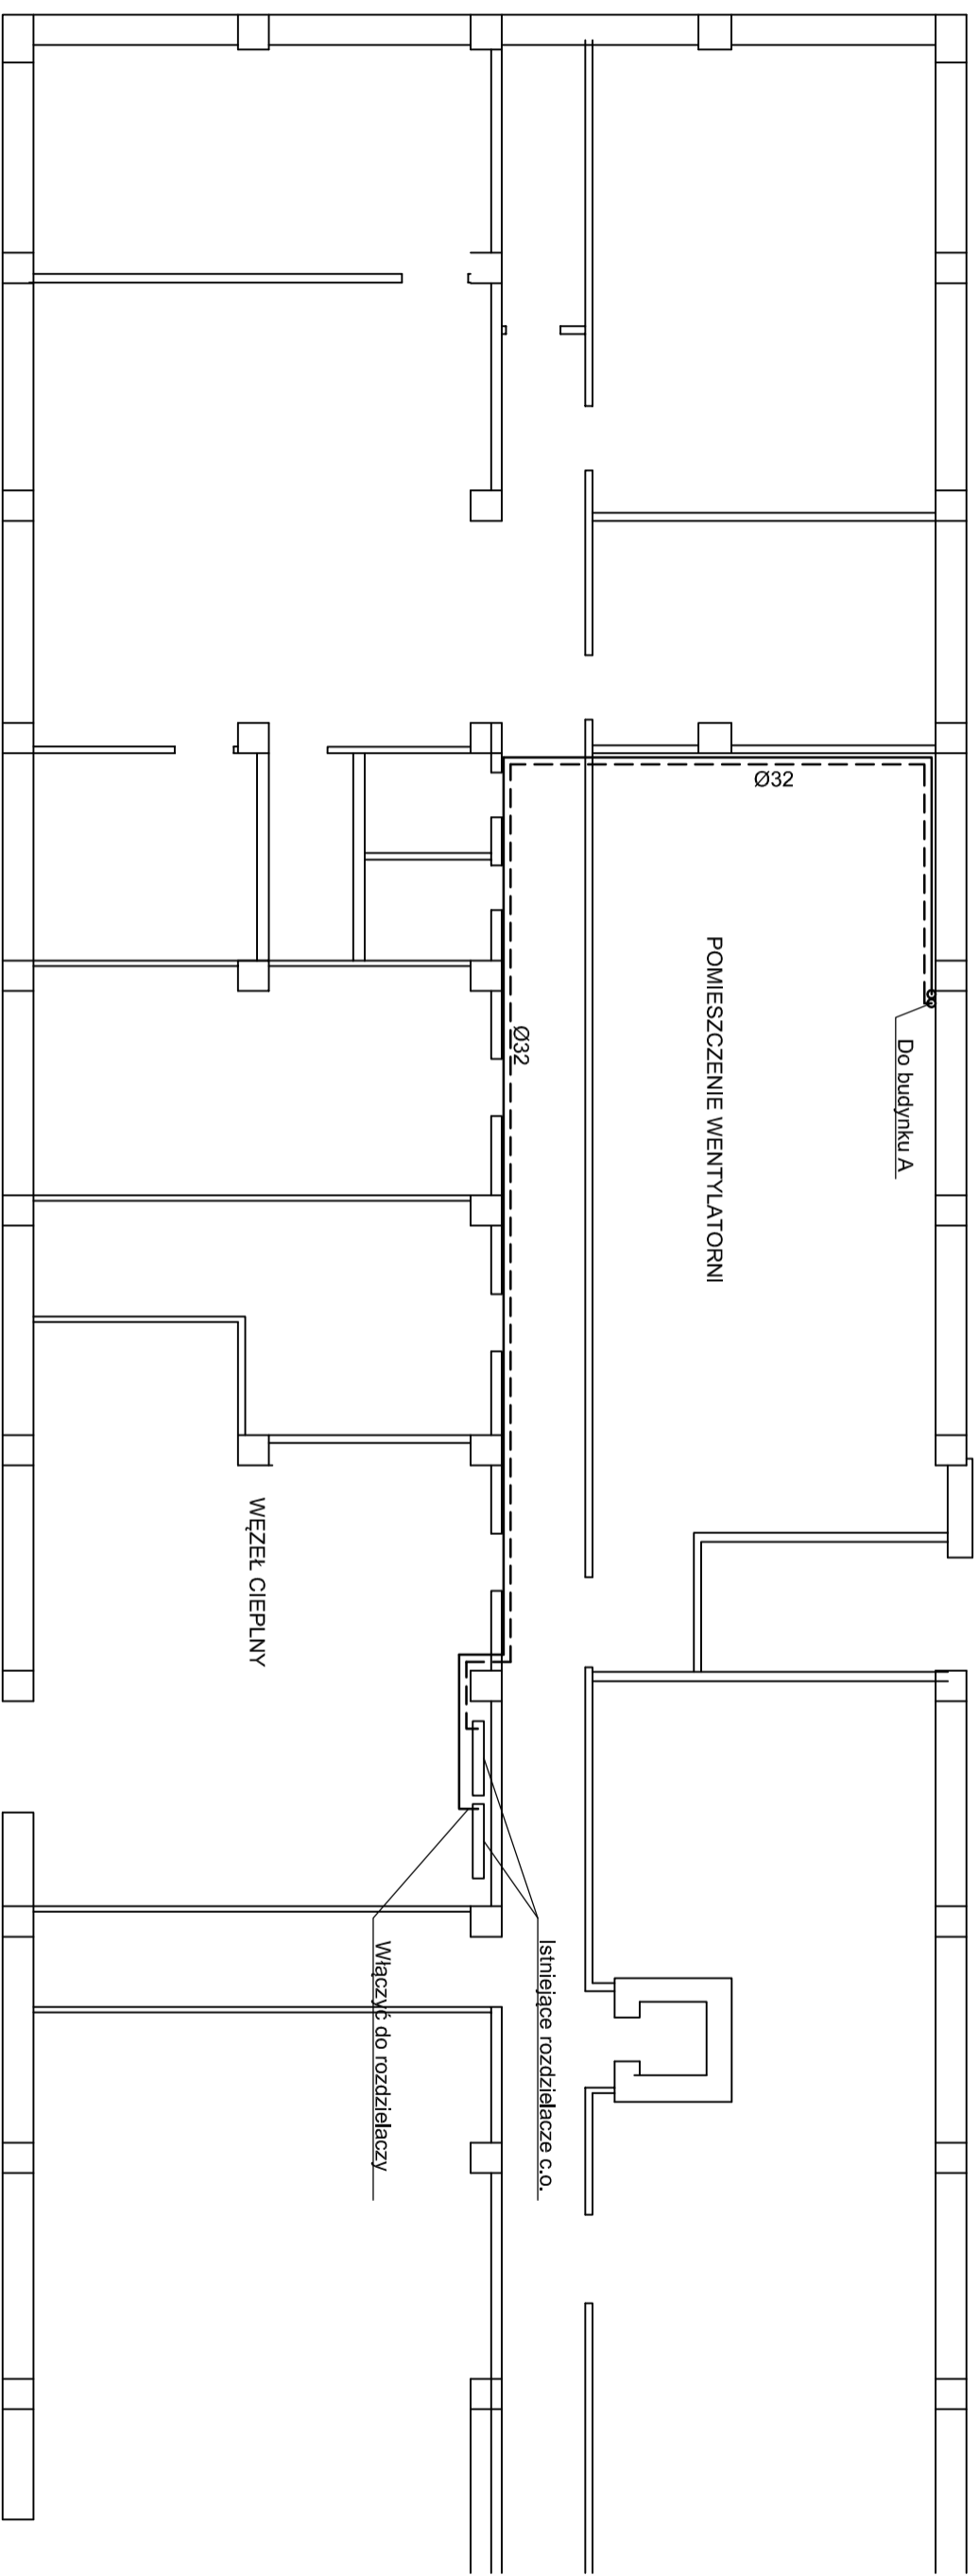 Ø32
Do budynku A
POMIESZCZENIE WENTYLATORNI
Ø32
WĘZEŁ CIEPLNY
Istniejące rozdzielacze c.o.
Włączyć do rozdzielaczy